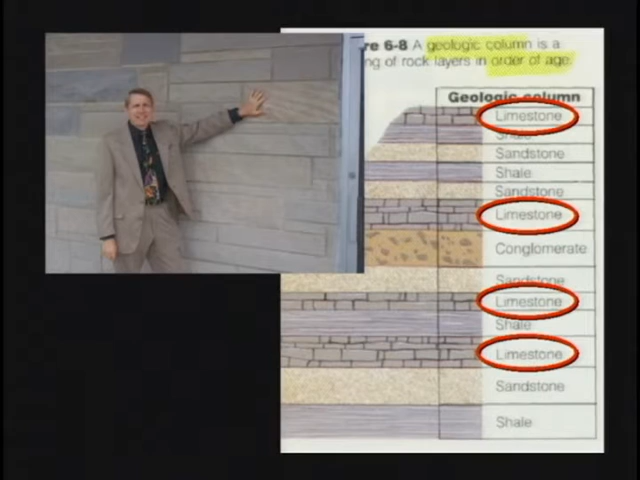 re 6-8 A geologic column is a
ng of rock layers in order of age.
Geologic column
Limestone
Shale
Sandstone
Shale
Sandstone
Limestone
Conglomerate
Sandstone
Limestone
Shale
Limestone
Sandstone
Shale